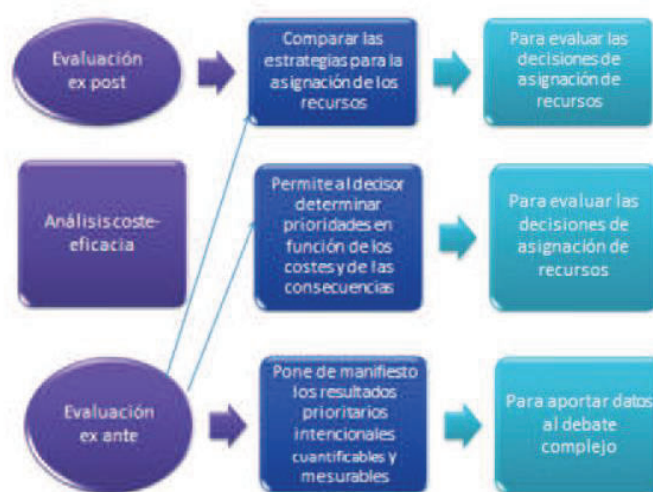 Evaluación
ex post
Comparar las
estrategias para la
asignación de los
recursos
Para evaluar las
decisiones de
asignación de
recursos
Análisis coste-
eficacia
Permite al decisor
determinar
prioridades en
función de los
costes y de las
consecuencias
Para evaluar las
decisiones de
asignación de
recursos
Evaluación
ex ante
Pone de manifiesto
los resultados
prioritarios
intencionales
cuantificables y
mesurables
Para aportar datos
al debate
complejo